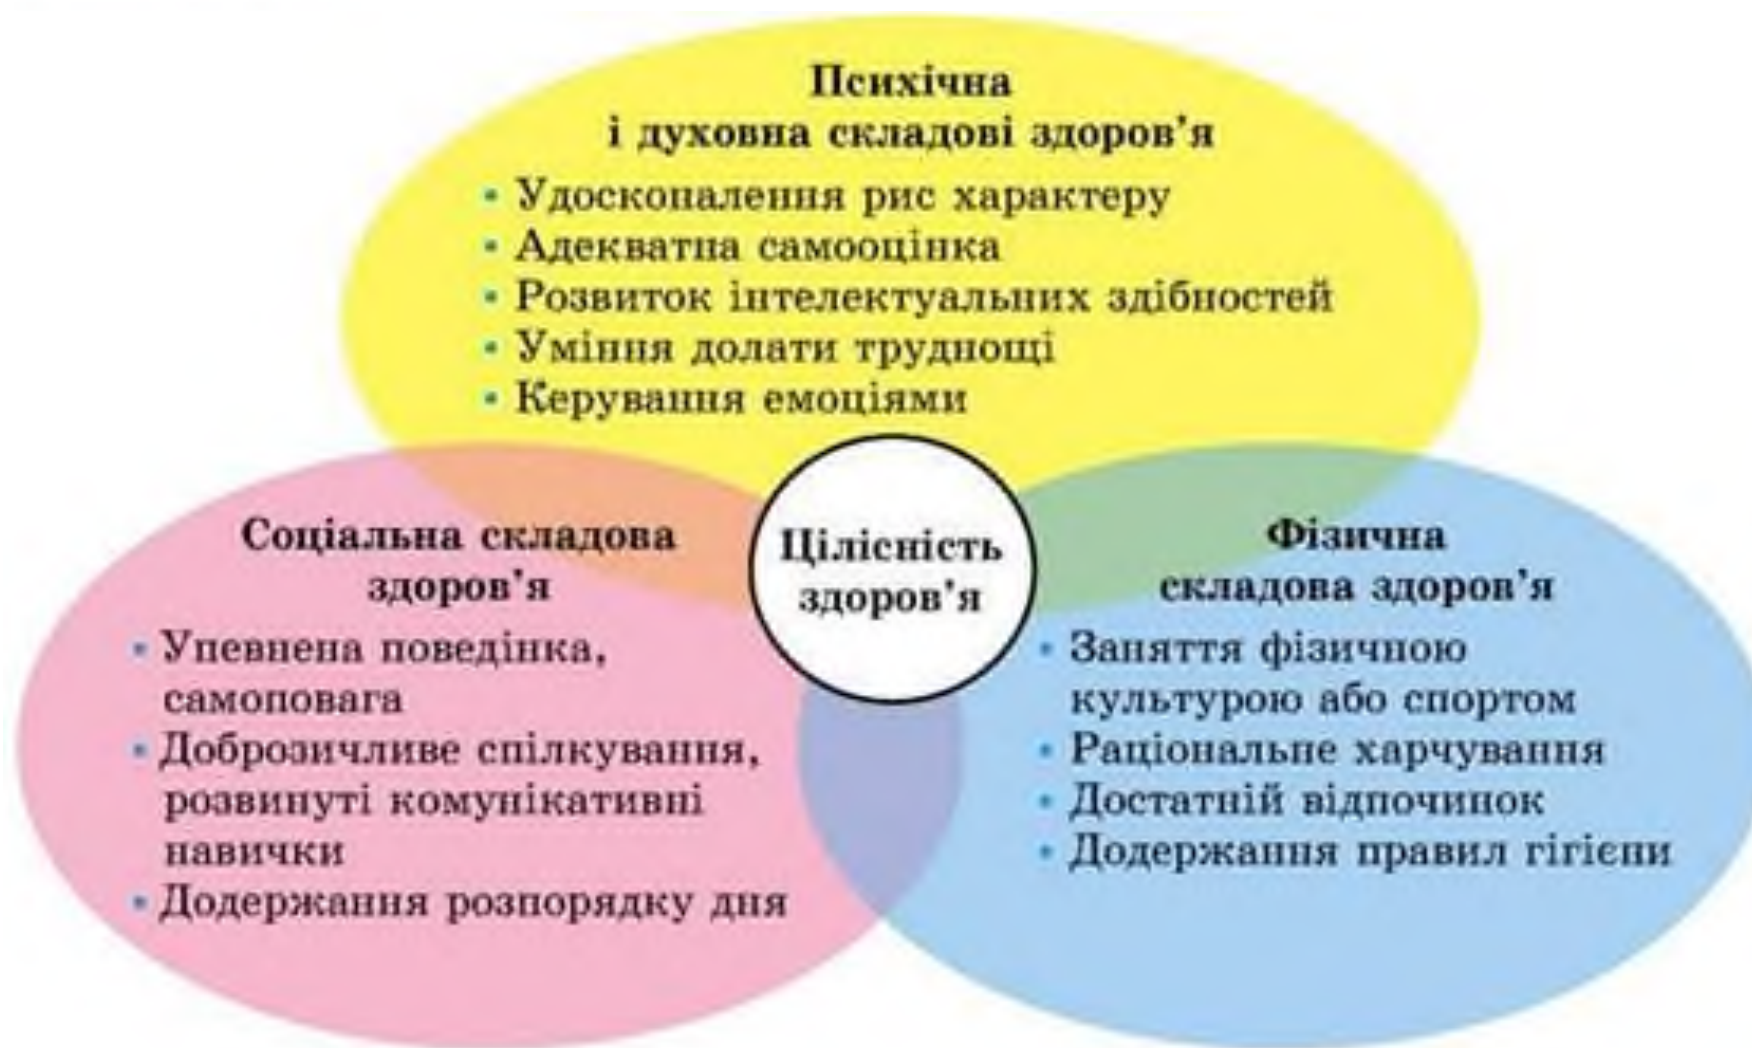 Психічна
і духовна складові здоров’я
• Удосконалення рис характеру
• Адекватна самооцінка
• Розвиток інтелектуальних здібностей
• Уміння долати труднощі
• Керування емоціями
Соціальна складова
здоров’я
• Упевнена поведінка,
самоповага
• Доброзичливе спілкування,
розвинуті комунікативні
навички
• Додержання розпорядку дня
Цілісність
здоров’я
Фізична
складова здоров’я
• Заняття фізичною
культурою або спортом
• Раціональне харчування
• Достатній відпочинок
• Додержання правил гігієни